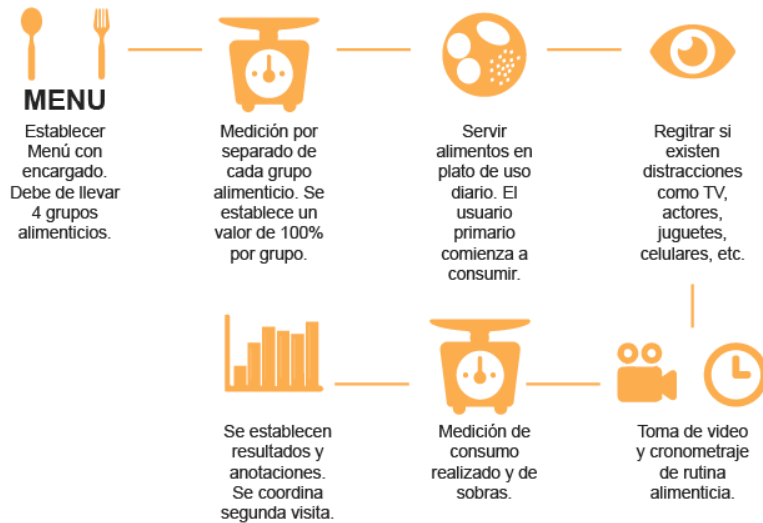 MENU
Establecer
Menú con
encargado.
Debe de llevar
4 grupos
alimenticios.
Medición por
separado de
cada grupo
alimenticio. Se
establece un
valor de 100%
por grupo.
Servir
alimentos en
plato de uso
diario. El
usuario
primario
comienza a
consumir.
Regitrar si
existen
distracciones
como TV,
actores,
juguetes,
celulares, etc.
Toma de video
y cronometraje
de rutina
alimenticia.
Medición de
consumo
realizado y de
sobras.
Se establecen
resultados y
anotaciones.
Se coordina
segunda visita.